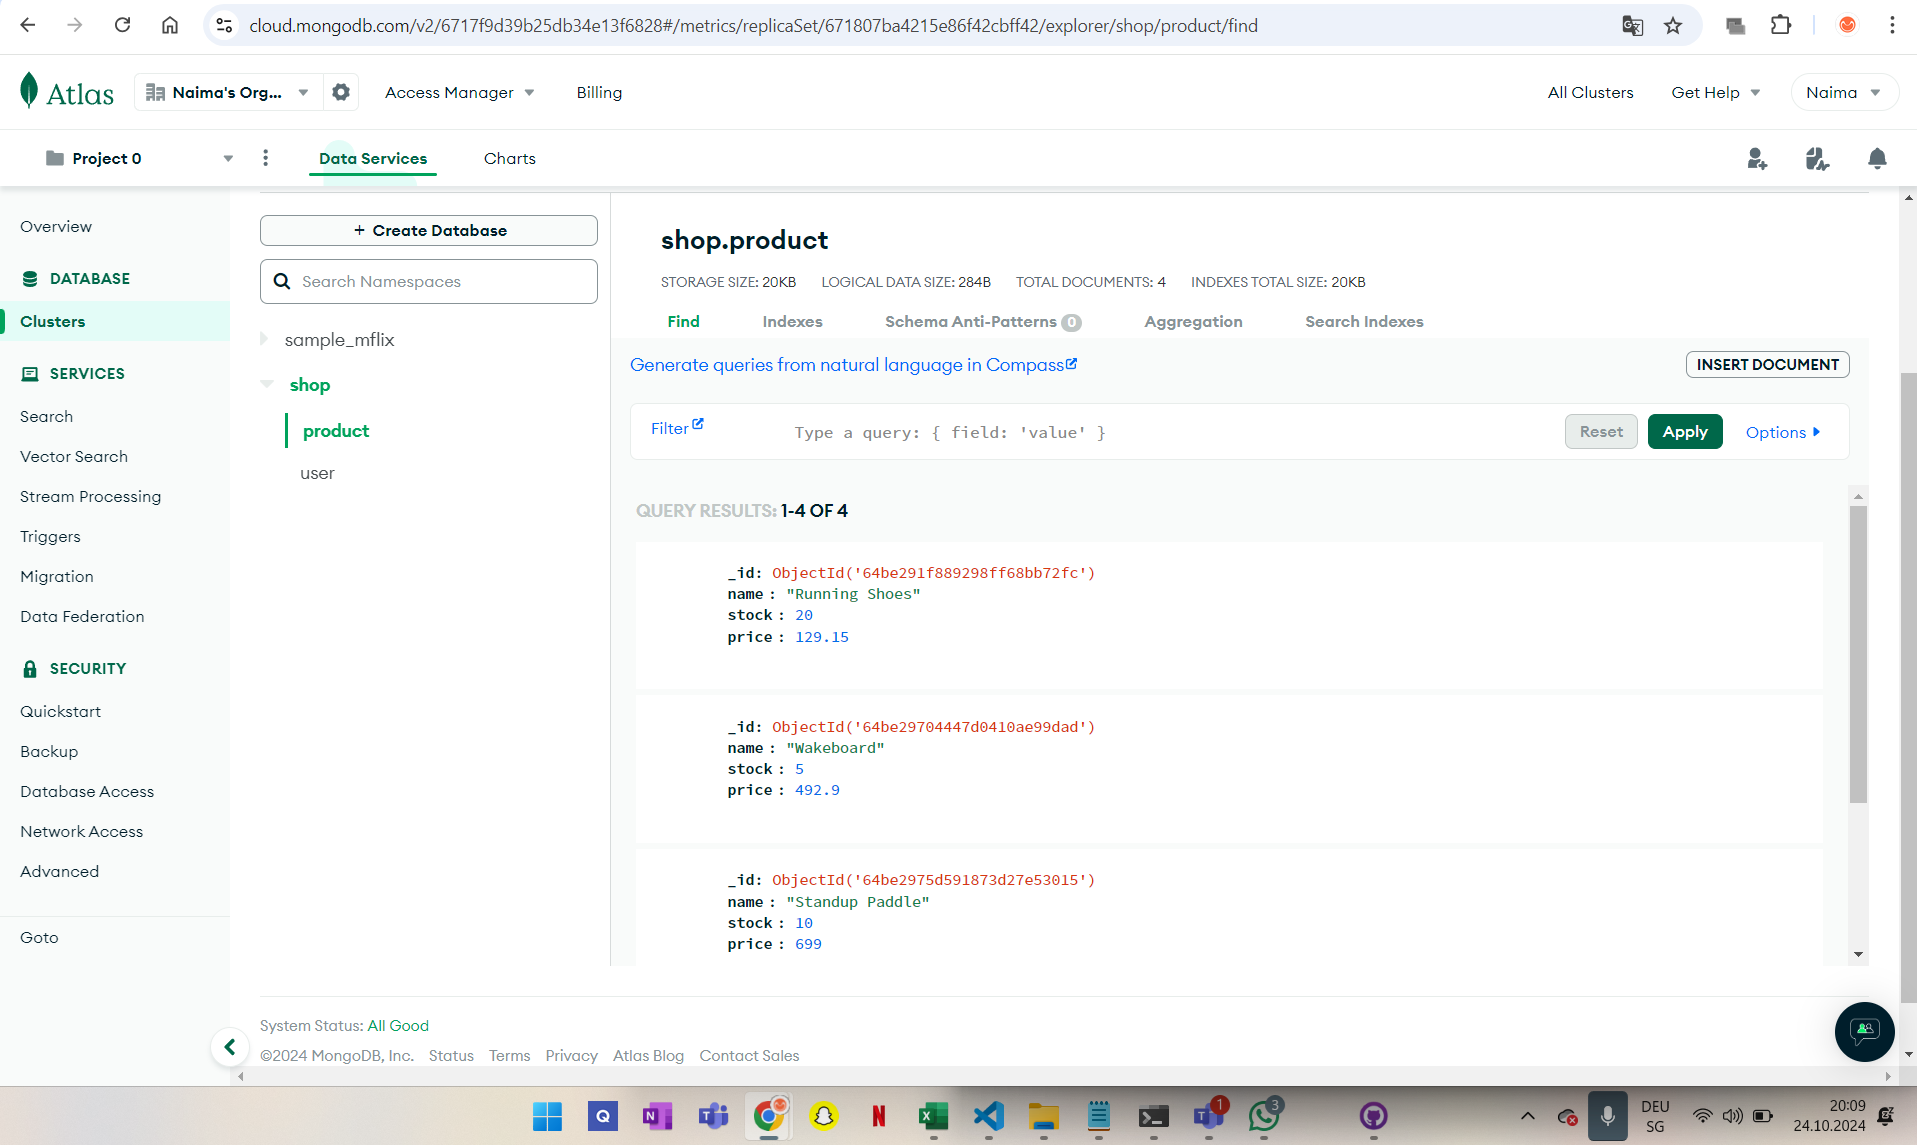 cloud.mongodb.com/v2/6717f9d39b25db34e13f6828#/metrics/replicaSet/671807ba4215e86f42cbff42/explorer/shop/product/find
Atlas
Naima's Org...
Access Manager
Billing
All Clusters
Get Help
Naima
Project 0
Data Services
Charts
Overview
DATABASE
Clusters
SERVICES
Search
Vector Search
Stream Processing
Triggers
Migration
Data Federation
SECURITY
Quickstart
Backup
Database Access
Network Access
Advanced
Goto
+ Create Database
Search Namespaces
sample_mflix
shop
product
user
shop.product
STORAGE SIZE: 20KB LOGICAL DATA SIZE: 284B TOTAL DOCUMENTS: 4 INDEXES TOTAL SIZE: 20KB
Find Indexes Schema Anti-Patterns 0 Aggregation Search Indexes
Generate queries from natural language in Compass
INSERT DOCUMENT
Filter
Type a query: { field: 'value' }
Reset
Apply
Options
QUERY RESULTS: 1-4 OF 4
_id: ObjectId('64be291f889298ff68bb72fc')
name : "Running Shoes"
stock : 20
price : 129.15
_id: ObjectId('64be29704447d0410ae99dad')
name : "Wakeboard"
stock : 5
price : 492.9
_id: ObjectId('64be2975d591873d27e53015')
name : "Standup Paddle"
stock : 10
price : 699
System Status: All Good
©2024 MongoDB, Inc. Status Terms Privacy Atlas Blog Contact Sales
Q
N
T
N
X
T
1
3
DEU
SG
20:09
24.10.2024